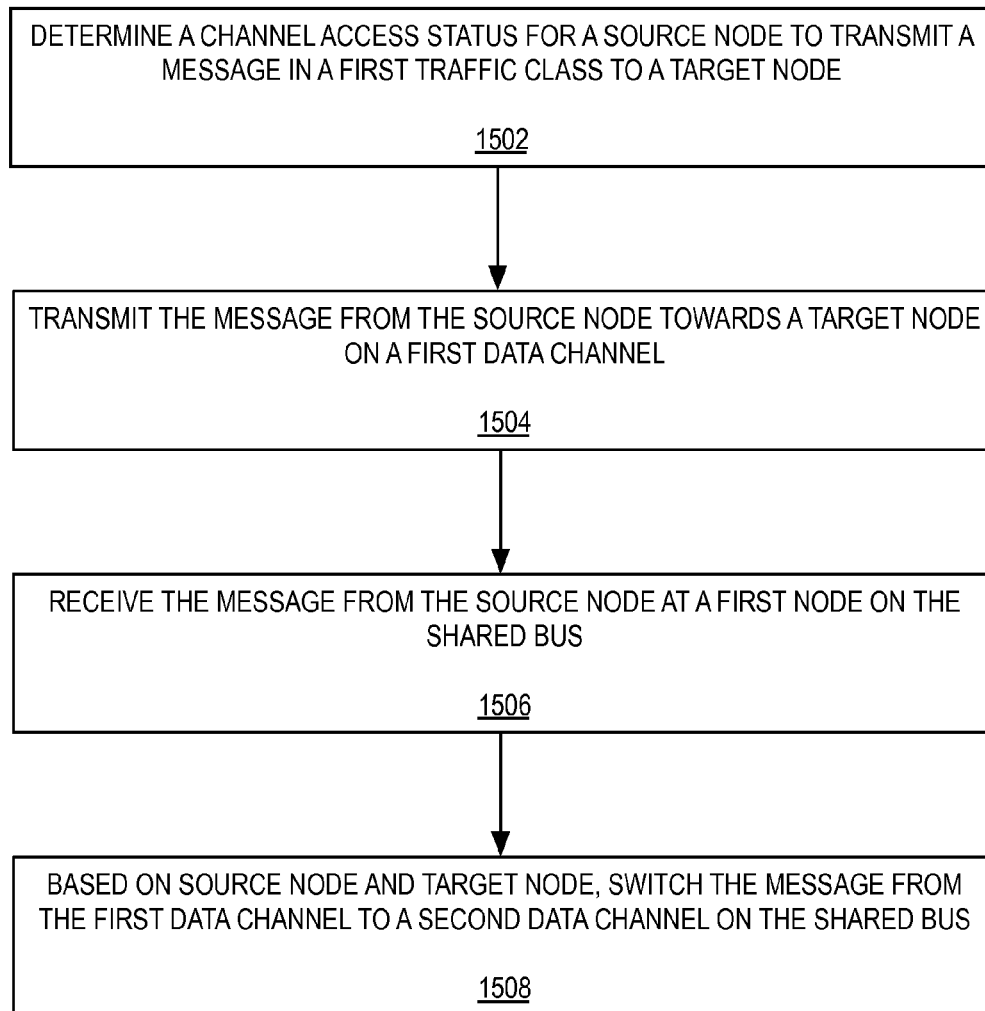 DETERMINE A CHANNEL ACCESS STATUS FOR A SOURCE NODE TO TRANSMIT A
MESSAGE IN A FIRST TRAFFIC CLASS TO A TARGET NODE
1502
TRANSMIT THE MESSAGE FROM THE SOURCE NODE TOWARDS A TARGET NODE
ON A FIRST DATA CHANNEL
1504
RECEIVE THE MESSAGE FROM THE SOURCE NODE AT A FIRST NODE ON THE
SHARED BUS
1506
BASED ON SOURCE NODE AND TARGET NODE, SWITCH THE MESSAGE FROM
THE FIRST DATA CHANNEL TO A SECOND DATA CHANNEL ON THE SHARED BUS
1508